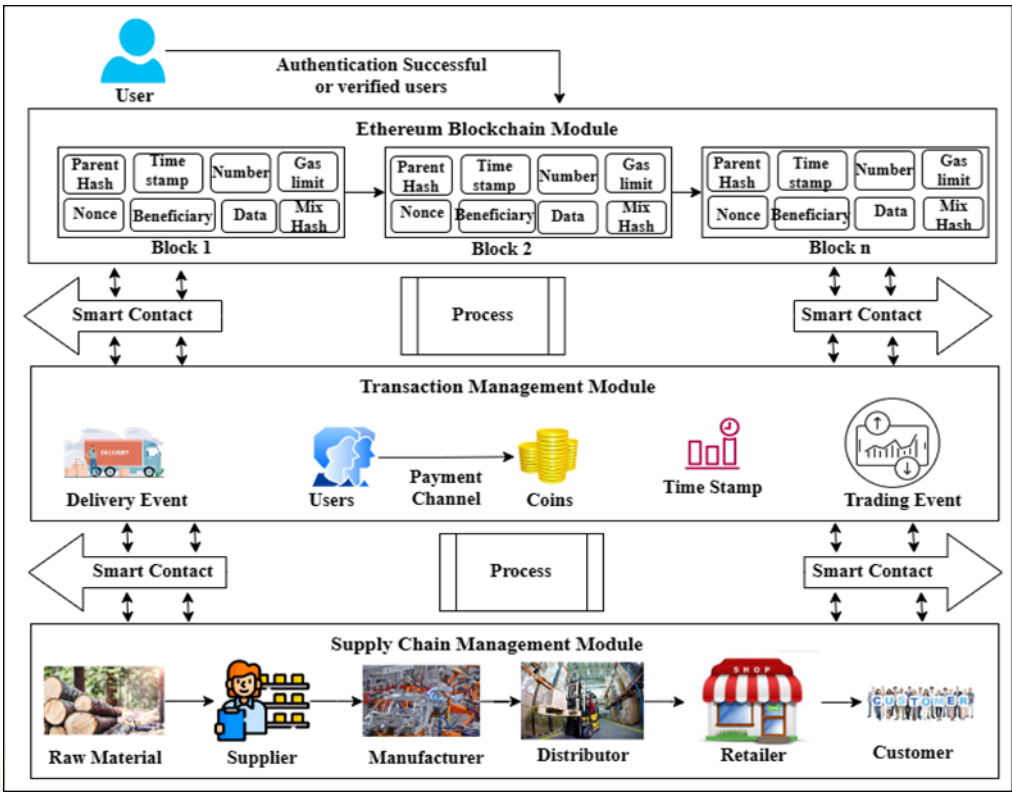 User
Authentication Successful
or verified users
Ethereum Blockchain Module
Parent
Hash
Time
stamp
Number
Gas
limit
Nonce
Beneficiary
Data
Mix
Hash
Block 1
Parent
Hash
Time
stamp
Number
Gas
limit
Nonce
Beneficiary
Data
Mix
Hash
Block 2
Parent
Hash
Time
stamp
Number
Gas
limit
Nonce
Beneficiary
Data
Mix
Hash
Block n
Smart Contact
Process
Smart Contact
Transaction Management Module
DELIVERY
Delivery Event
Users
Payment
Channel
Coins
Time Stamp
Trading Event
Smart Contact
Process
Smart Contact
Supply Chain Management Module
Raw Material
Supplier
Manufacturer
Distributor
SHOP
Retailer
CUSTOMER
Customer